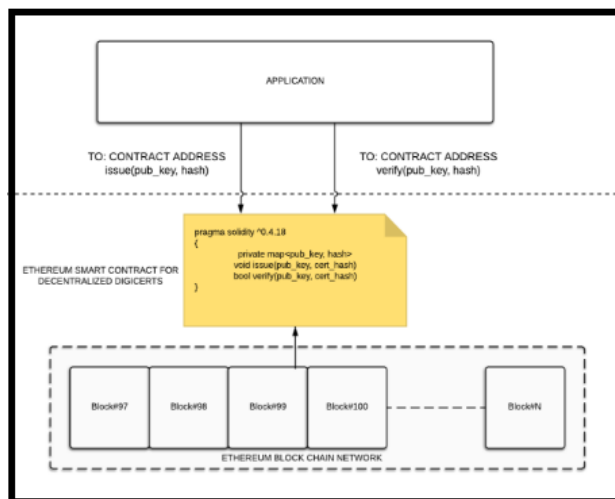 APPLICATION
TO: CONTRACT ADDRESS
issue(pub_key, hash)
TO: CONTRACT ADDRESS
verify(pub_key, hash)
pragma solidity ^0.4.18
{
private map<pub_key, hash>
void issue(pub_key, cert_hash)
bool verify(pub_key, cert_hash)
}
ETHEREUM SMART CONTRACT FOR
DECENTRALIZED DIGICERTS
Block#97
Block#98
Block#99
Block#100
Block#N
ETHEREUM BLOCK CHAIN NETWORK